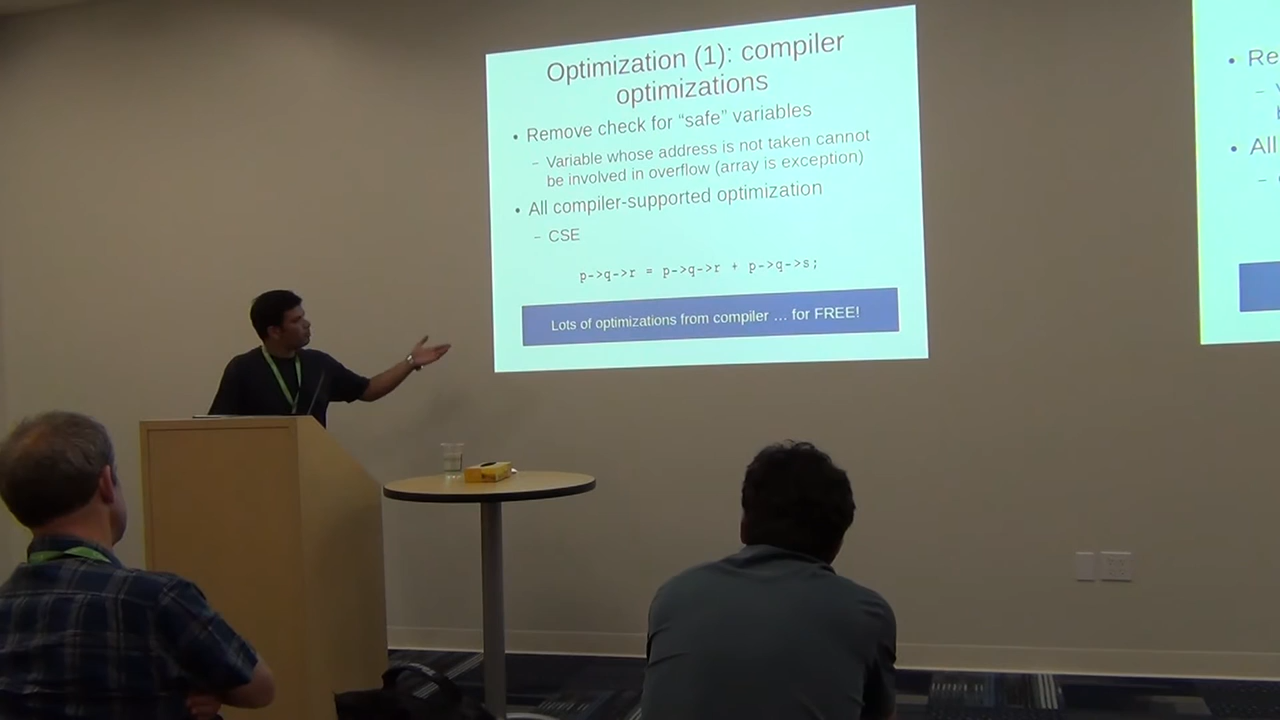 Optimization (1): compiler
optimizations
• Remove check for “safe” variables
– Variable whose address is not taken cannot
be involved in overflow (array is exception)
• All compiler-supported optimization
– CSE
p->q->r = p->q->r + p->q->s;
Lots of optimizations from compiler ... for FREE!
• Re
• All